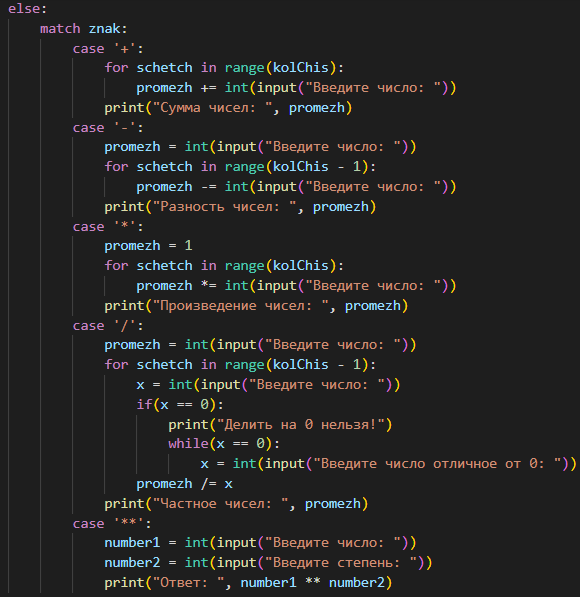 else:
    match znak:
        case '+':
            for schetch in range(kolChis):
                promezh += int(input("Введите число: "))
            print("Сумма чисел: ", promezh)
        case '-':
            promezh = int(input("Введите число: "))
            for schetch in range(kolChis - 1):
                promezh -= int(input("Введите число: "))
            print("Разность чисел: ", promezh)
        case '*':
            promezh = 1
            for schetch in range(kolChis):
                promezh *= int(input("Введите число: "))
            print("Произведение чисел: ", promezh)
        case '/':
            promezh = int(input("Введите число: "))
            for schetch in range(kolChis - 1):
                x = int(input("Введите число: "))
                if(x == 0):
                    print("Делить на 0 нельзя!")
                    while(x == 0):
                        x = int(input("Введите число отличное от 0: "))
                promezh /= x
            print("Частное чисел: ", promezh)
        case '**':
            number1 = int(input("Введите число: "))
            number2 = int(input("Введите степень: "))
            print("Ответ: ", number1 ** number2)